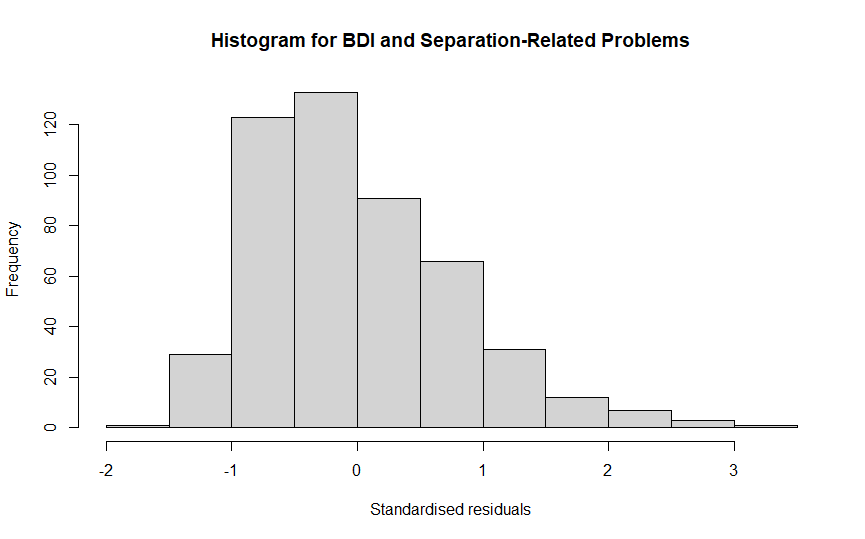 Histogram for BDI and Separation-Related Problems
Frequency
120
100
80
60
40
20
0
-2 -1 0 1 2 3
Standardised residuals